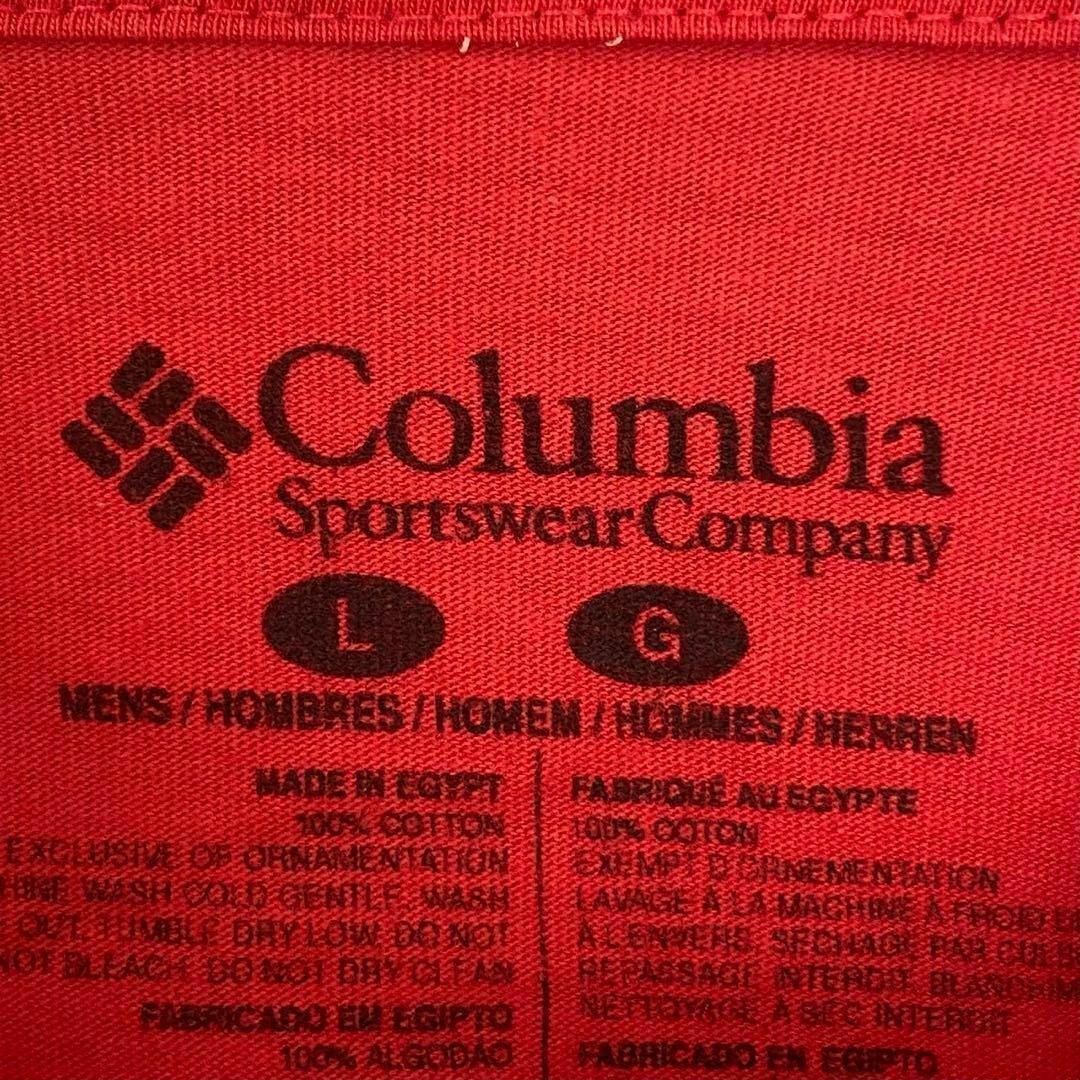 Columbia
Sportswear Company
L G
MENS / HOMBRES / HOMEM / HOMMES / HERREN
MADE IN EGYPT
100% COTTON
EXCLUSIVE OF ORNAMENTATION
WASH COLD GENTLE, WASH
OUT, TUMBLE DRY LOW, DO NOT
NOT BLEACH DO NOT DRY CLEAN
FABRICADO EM EGIPTO
100% ALGODÃO
FABRIQUÉ AU EGYPTE
100% COTON
EXEMPT D'ORNEMENTATION
LAVAGE À LA MACHINE À FROID
À L'ENVERS, SÉCHAGE PAR
REPASSAGE INTERDIT,
NETTOYAGE À SEC INTERDIT
FABRICADO EN EGIPTO